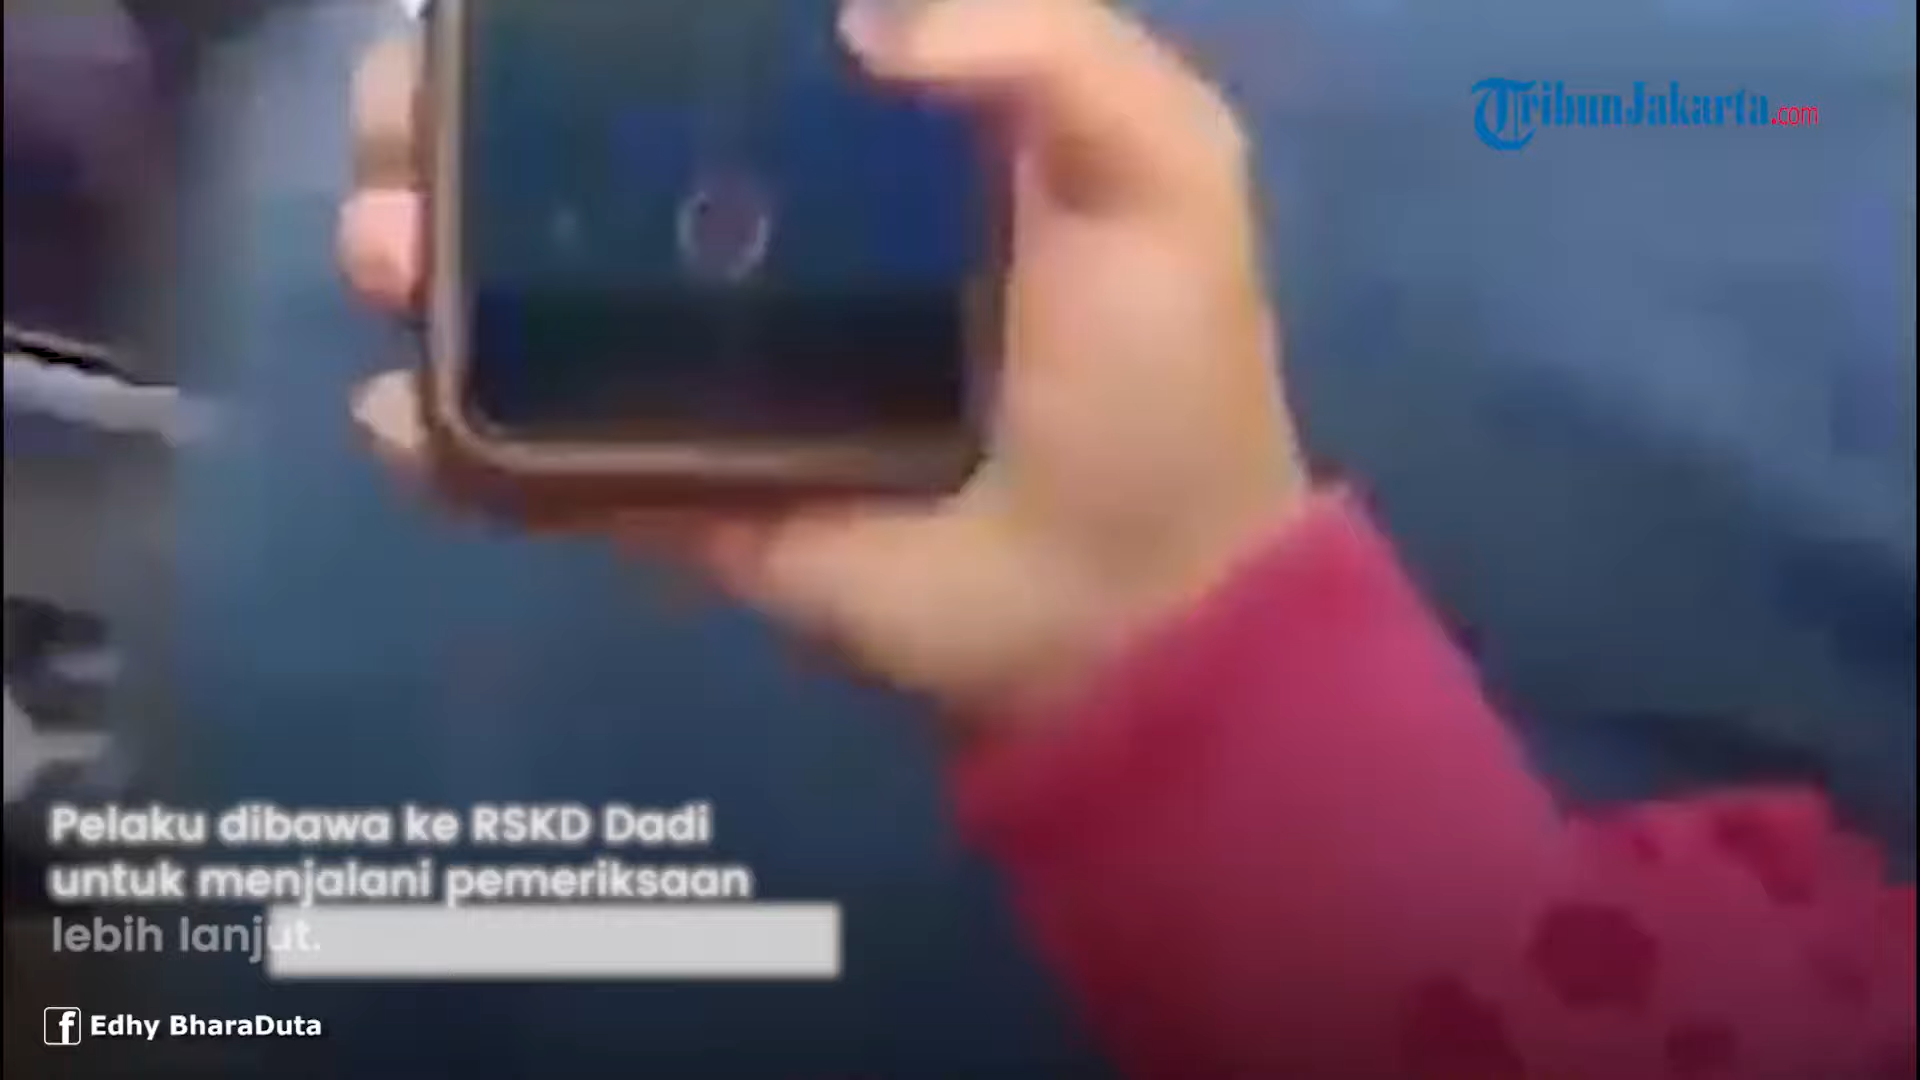 TribunJakarta.com
Pelaku dibawa ke RSKD Dadi
untuk menjalani pemeriksaan
lebih lanjut.
Edhy BharaDuta